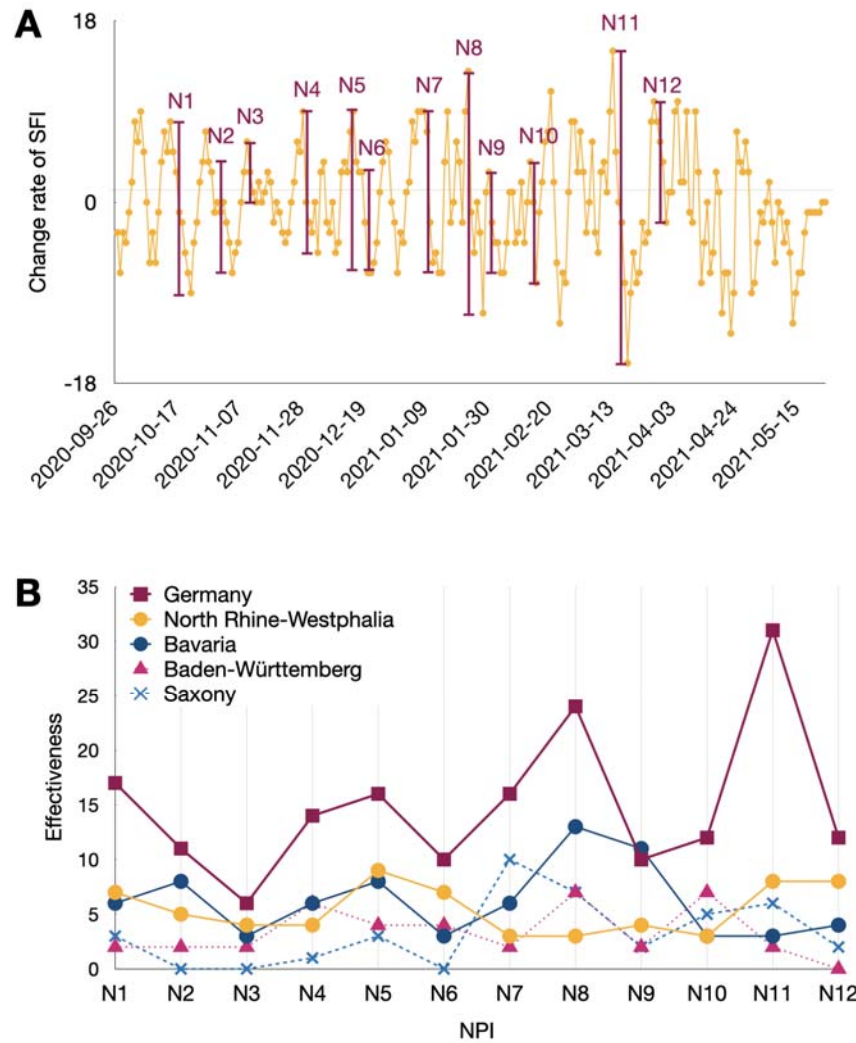 A
18
0
-18
Change rate of SFI
N1
N2
N3
N4
N5
N6
N7
N8
N9
N10
N11
N12
2020-09-26
2020-10-17
2020-11-07
2020-11-28
2020-12-19
2021-01-09
2021-01-30
2021-02-20
2021-03-13
2021-04-03
2021-04-24
2021-05-15
B
Germany
North Rhine-Westphalia
Bavaria
Baden-Württemberg
Saxony
35
30
25
20
15
10
5
0
Effectiveness
N1 N2 N3 N4 N5 N6 N7 N8 N9 N10 N11 N12
NPI